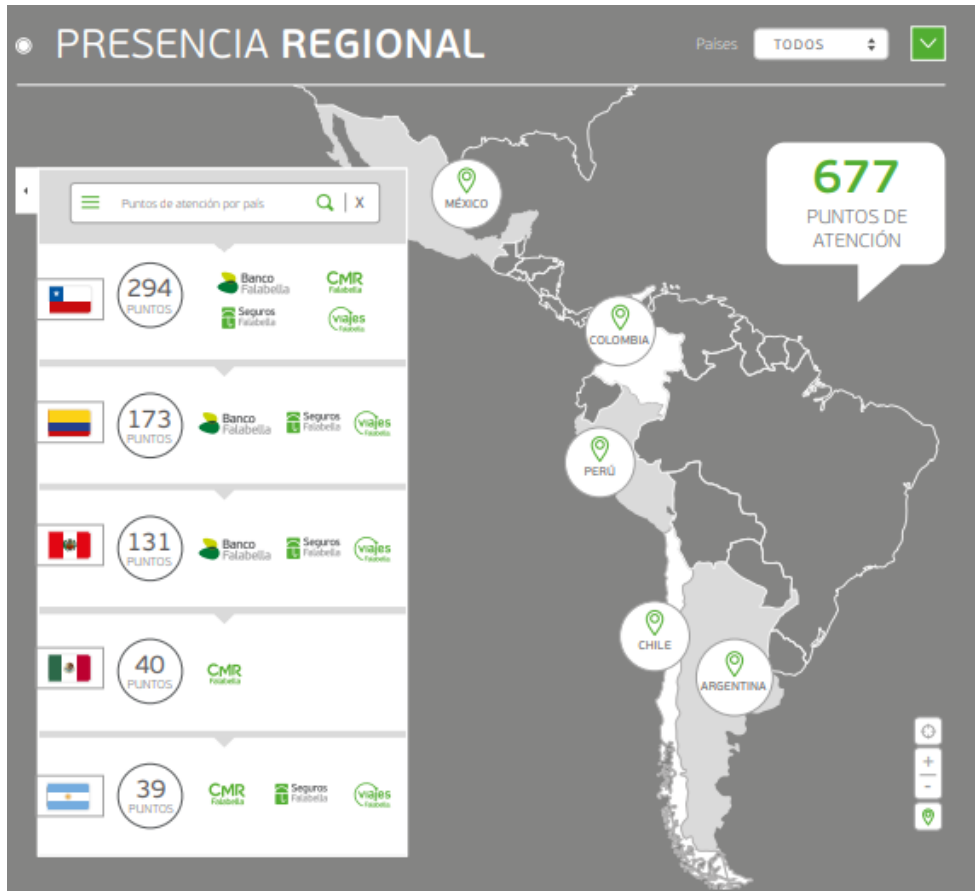 PRESENCIA REGIONAL
Países
TODOS
677
PUNTOS DE
ATENCIÓN
Puntos de atención por país
X
294
PUNTOS
Banco
Falabella
CMR
Falabella
Seguros
Falabella
viajes
Falabella
173
PUNTOS
Banco
Falabella
Seguros
Falabella
viajes
Falabella
131
PUNTOS
Banco
Falabella
Seguros
Falabella
viajes
Falabella
40
PUNTOS
CMR
Falabella
39
PUNTOS
CMR
Falabella
Seguros
Falabella
viajes
Falabella
MÉXICO
COLOMBIA
PERÚ
CHILE
ARGENTINA
+
-